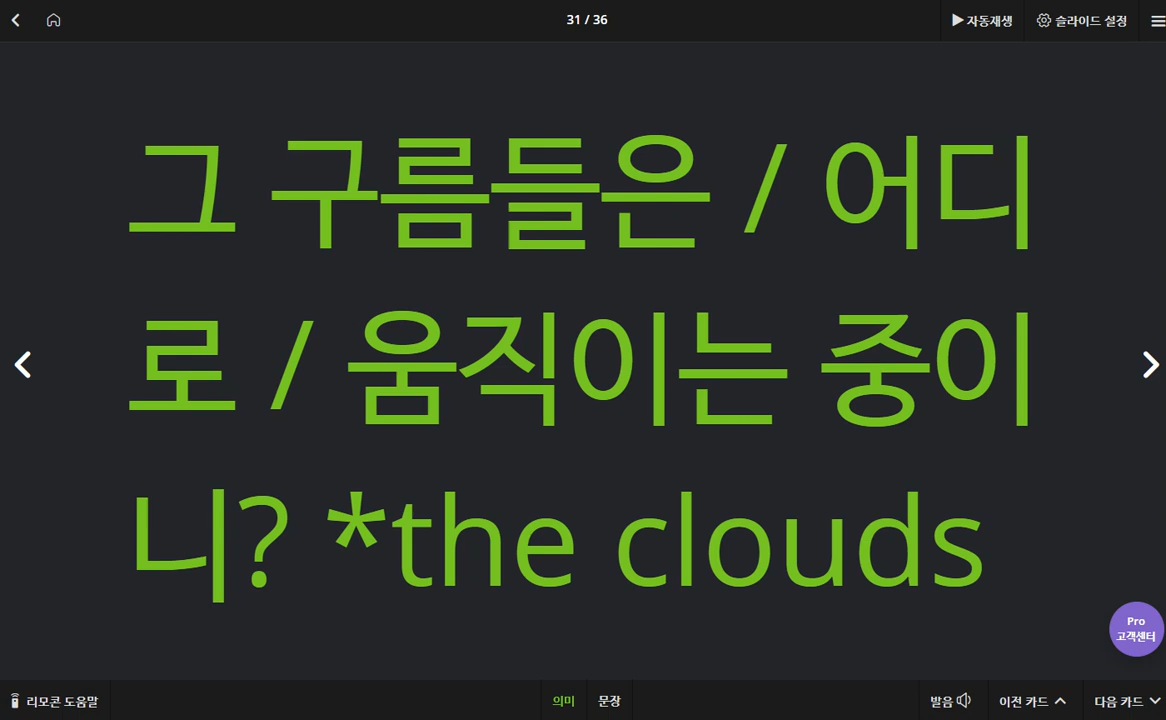 31 / 36
자동재생
슬라이드 설정
그 구름들은 / 어디
로 / 움직이는 중이
니? *the clouds
Pro
고객센터
리모콘 도움말
의미
문장
발음
이전 카드
다음 카드